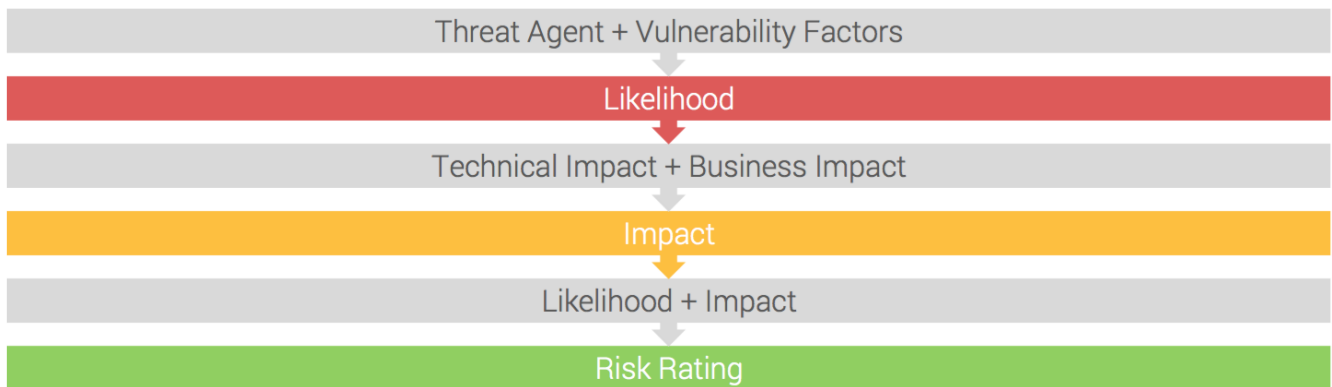 Threat Agent + Vulnerability Factors
Likelihood
Technical Impact + Business Impact
Impact
Likelihood + Impact
Risk Rating